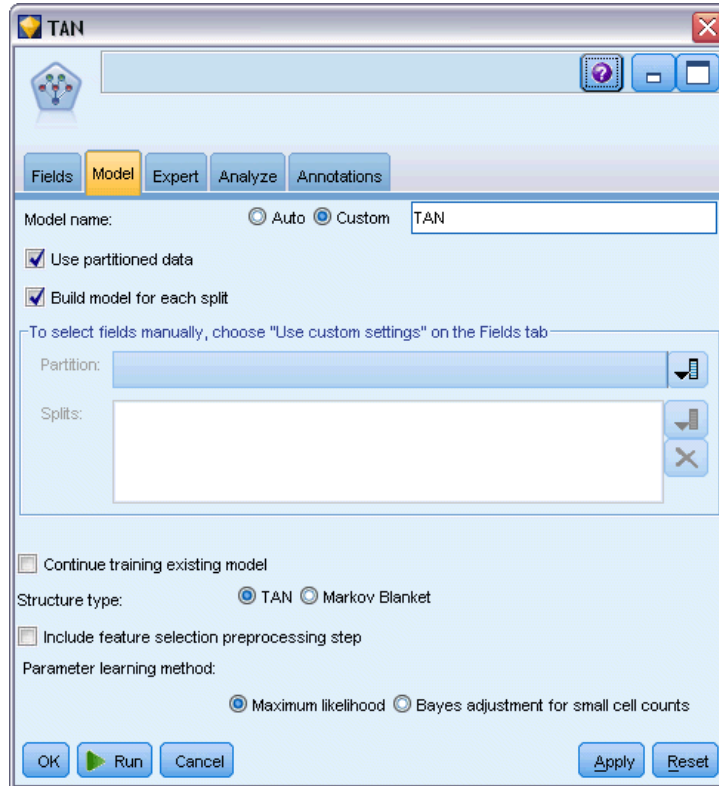 TAN
Fields Model Expert Analyze Annotations
Model name: Auto Custom TAN
Use partitioned data
Build model for each split
To select fields manually, choose "Use custom settings" on the Fields tab
Partition:
Splits:
Continue training existing model
Structure type: TAN Markov Blanket
Include feature selection preprocessing step
Parameter learning method:
Maximum likelihood Bayes adjustment for small cell counts
OK Run Cancel Apply Reset